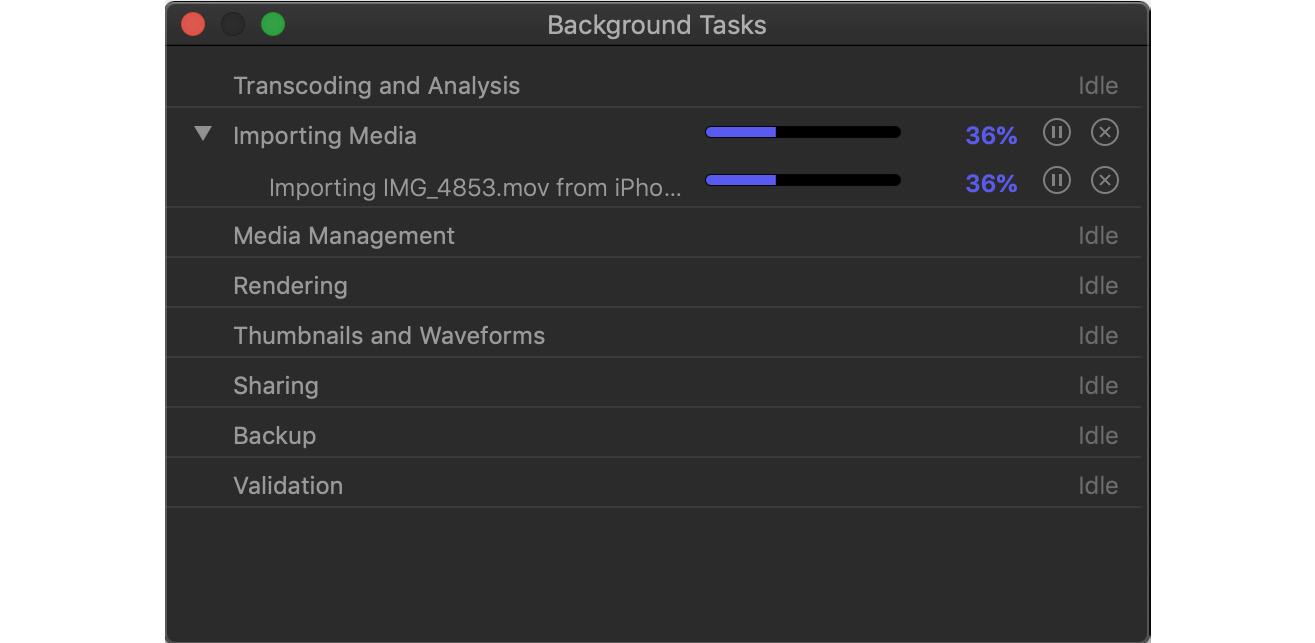 Background Tasks
Transcoding and Analysis Idle
Importing Media 36%
Importing IMG_4853.mov from iPho... 36%
Media Management Idle
Rendering Idle
Thumbnails and Waveforms Idle
Sharing Idle
Backup Idle
Validation Idle